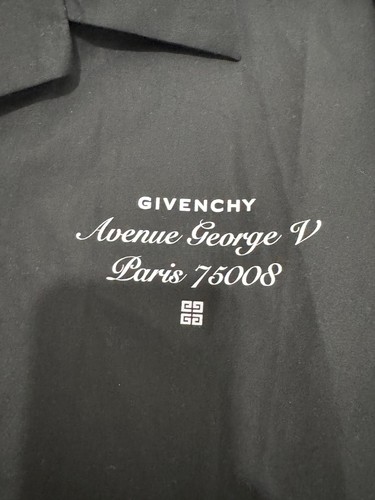 GIVENCHY
Avenue George V
Paris 75008